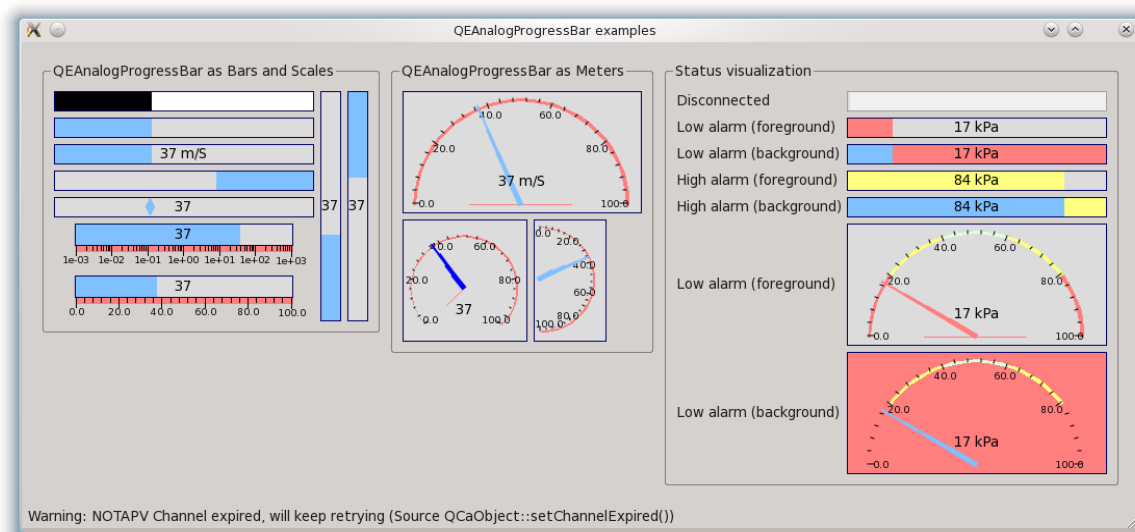 QEAnalogProgressBar examples
QEAnalogProgressBar as Bars and Scales
37 m/S
37
37
1e-03 1e-02 1e-01 1e+00 1e+01 1e+02 1e+03
37
0.0 20.0 40.0 60.0 80.0 100.0
37
37
QEAnalogProgressBar as Meters
0.0 20.0 40.0 60.0 80.0 100.0
37 m/S
0.0 20.0 40.0 60.0 80.0 100.0
37
0.0 20.0 40.0 60.0 80.0 100.0
Status visualization
Disconnected
Low alarm (foreground) 17 kPa
Low alarm (background) 17 kPa
High alarm (foreground) 84 kPa
High alarm (background) 84 kPa
Low alarm (foreground)
0.0 20.0 40.0 60.0 80.0 100.0
17 kPa
Low alarm (background)
0.0 20.0 40.0 60.0 80.0 100.0
17 kPa
Warning: NOTAPV Channel expired, will keep retrying (Source QCaObject::setChannelExpired())